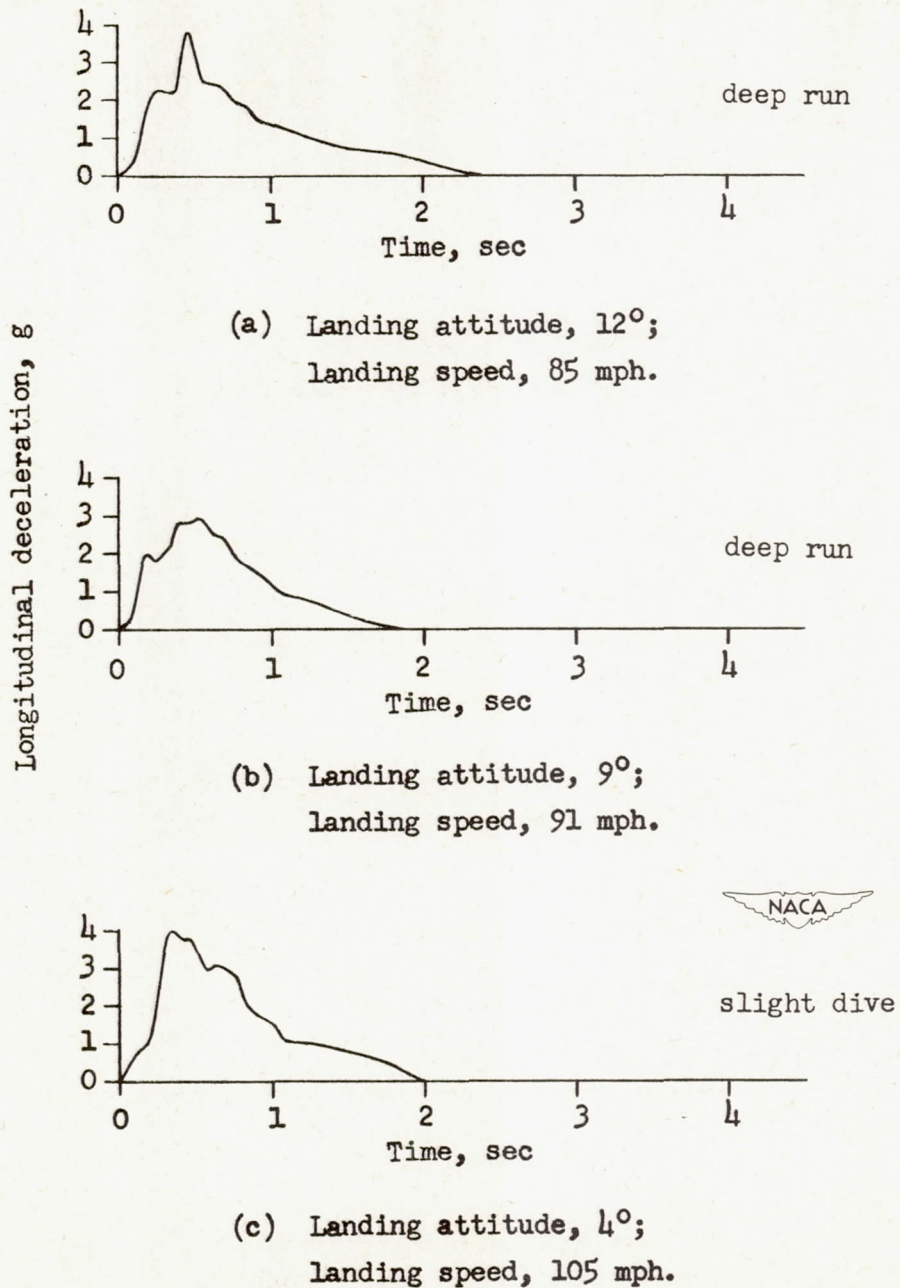 Longitudinal deceleration, g
4
3
2
1
0
deep run
0 1 2 3 4
Time, sec
(a) Landing attitude, 12°;
landing speed, 85 mph.
4
3
2
1
0
deep run
0 1 2 3 4
Time, sec
(b) Landing attitude, 9°;
landing speed, 91 mph.
NACA
4
3
2
1
0
slight dive
0 1 2 3 4
Time, sec
(c) Landing attitude, 4°;
landing speed, 105 mph.